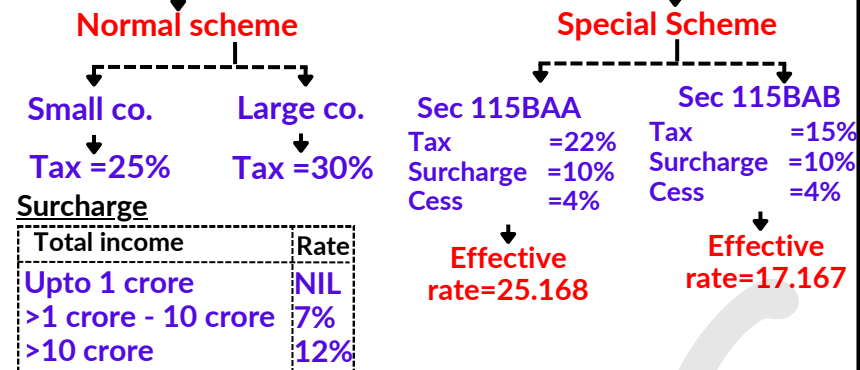 Normal scheme
Small co.
Large co.
Tax =25%
Tax =30%
Surcharge
Total income Rate
Upto 1 crore NIL
>1 crore - 10 crore 7%
>10 crore 12%
Special Scheme
Sec 115BAA
Tax =22%
Surcharge =10%
Cess =4%
Effective
rate=25.168
Sec 115BAB
Tax =15%
Surcharge =10%
Cess =4%
Effective
rate=17.167